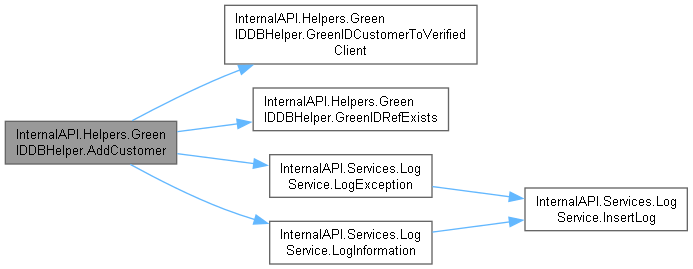 InternalAPI.Helpers.Green
IDDBHelper.GreenIDCustomerToVerified
Client
InternalAPI.Helpers.Green
IDDBHelper.AddCustomer
InternalAPI.Helpers.Green
IDDBHelper.GreenIDRefExists
InternalAPI.Services.Log
Service.LogException
InternalAPI.Services.Log
Service.LogInformation
InternalAPI.Services.Log
Service.InsertLog